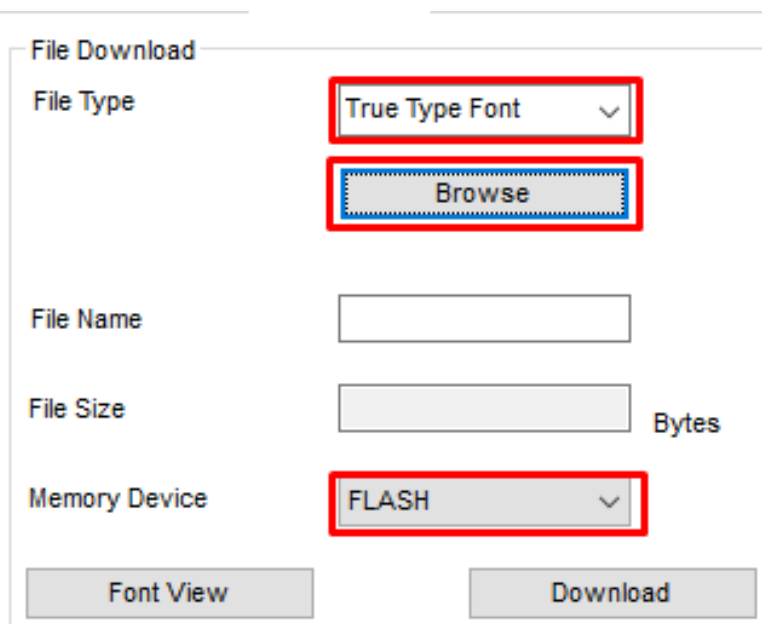 File Download
File Type
True Type Font
Browse
File Name
File Size
Bytes
Memory Device
FLASH
Font View
Download